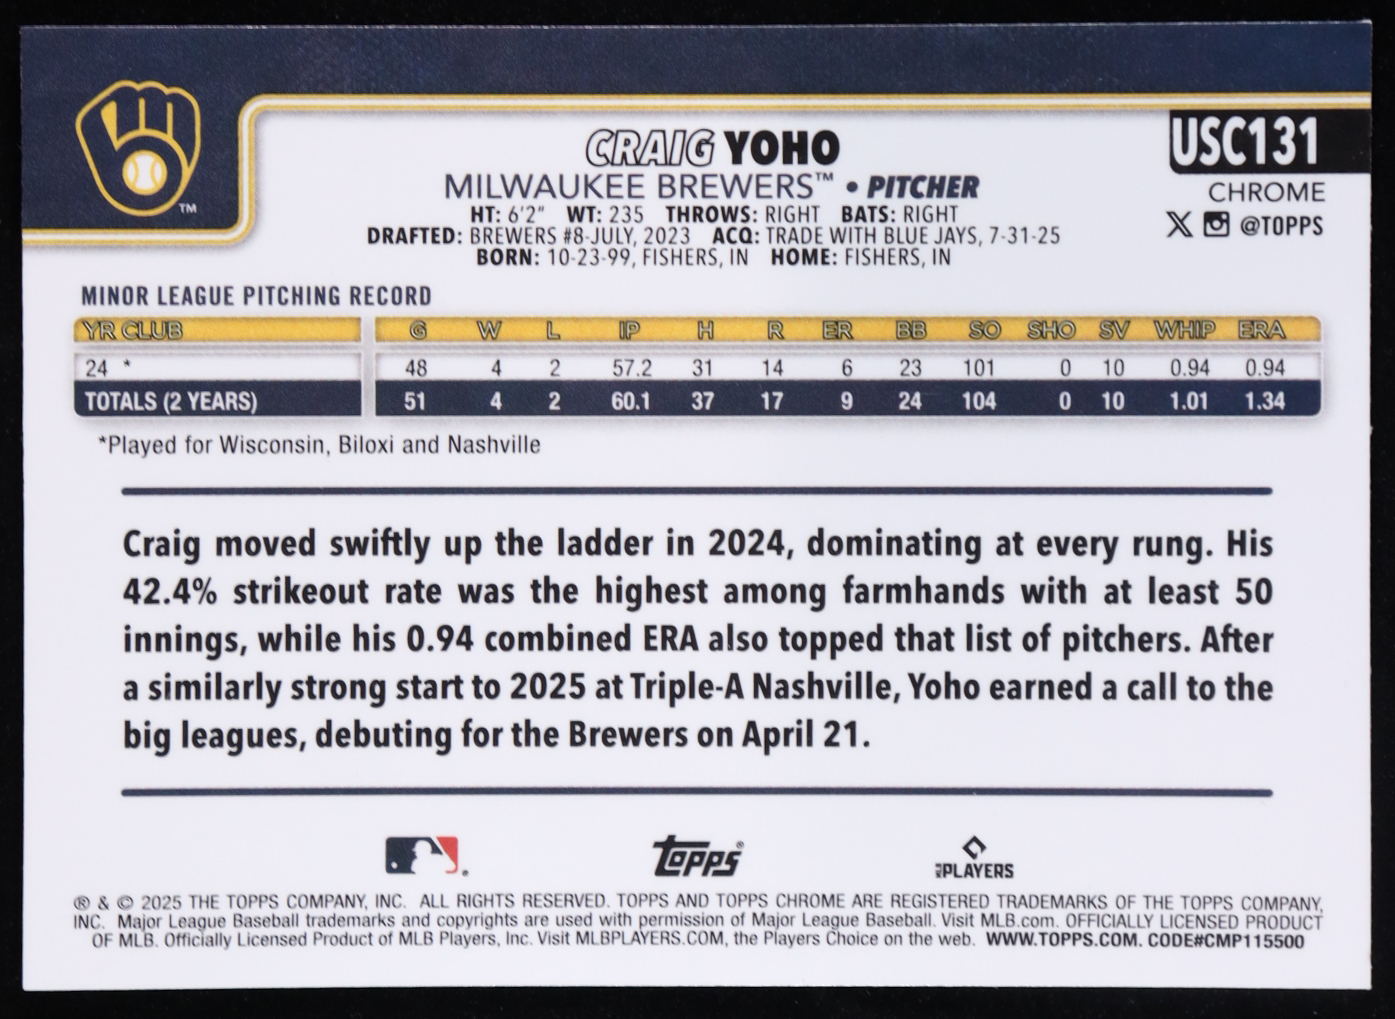 CRAIG YOHO
USC131
MILWAUKEE BREWERS™ • PITCHER
CHROME
HT: 6'2" WT: 235 THROWS: RIGHT BATS: RIGHT
@TOPPS
DRAFTED: BREWERS #8-JULY, 2023 ACQ: TRADE WITH BLUE JAYS, 7-31-25
BORN: 10-23-99, FISHERS, IN HOME: FISHERS, IN
TM
MINOR LEAGUE PITCHING RECORD
YR CLUB G W L IP H R ER BB SO SHO SV WHIP ERA
24 * 48 4 2 57.2 31 14 6 23 101 0 10 0.94 0.94
TOTALS (2 YEARS) 51 4 2 60.1 37 17 9 24 104 0 10 1.01 1.34
*Played for Wisconsin, Biloxi and Nashville
Craig moved swiftly up the ladder in 2024, dominating at every rung. His
42.4% strikeout rate was the highest among farmhands with at least 50
innings, while his 0.94 combined ERA also topped that list of pitchers. After
a similarly strong start to 2025 at Triple-A Nashville, Yoho earned a call to the
big leagues, debuting for the Brewers on April 21.
Topps®
MLB PLAYERS
® & © 2025 THE TOPPS COMPANY, INC. ALL RIGHTS RESERVED. TOPPS AND TOPPS CHROME ARE REGISTERED TRADEMARKS OF THE TOPPS COMPANY,
INC. Major League Baseball trademarks and copyrights are used with permission of Major League Baseball. Visit MLB.com. OFFICIALLY LICENSED PRODUCT
OF MLB. Officially Licensed Product of MLB Players, Inc. Visit MLBPLAYERS.COM, the Players Choice on the web. WWW.TOPPS.COM. CODE#CMP115500